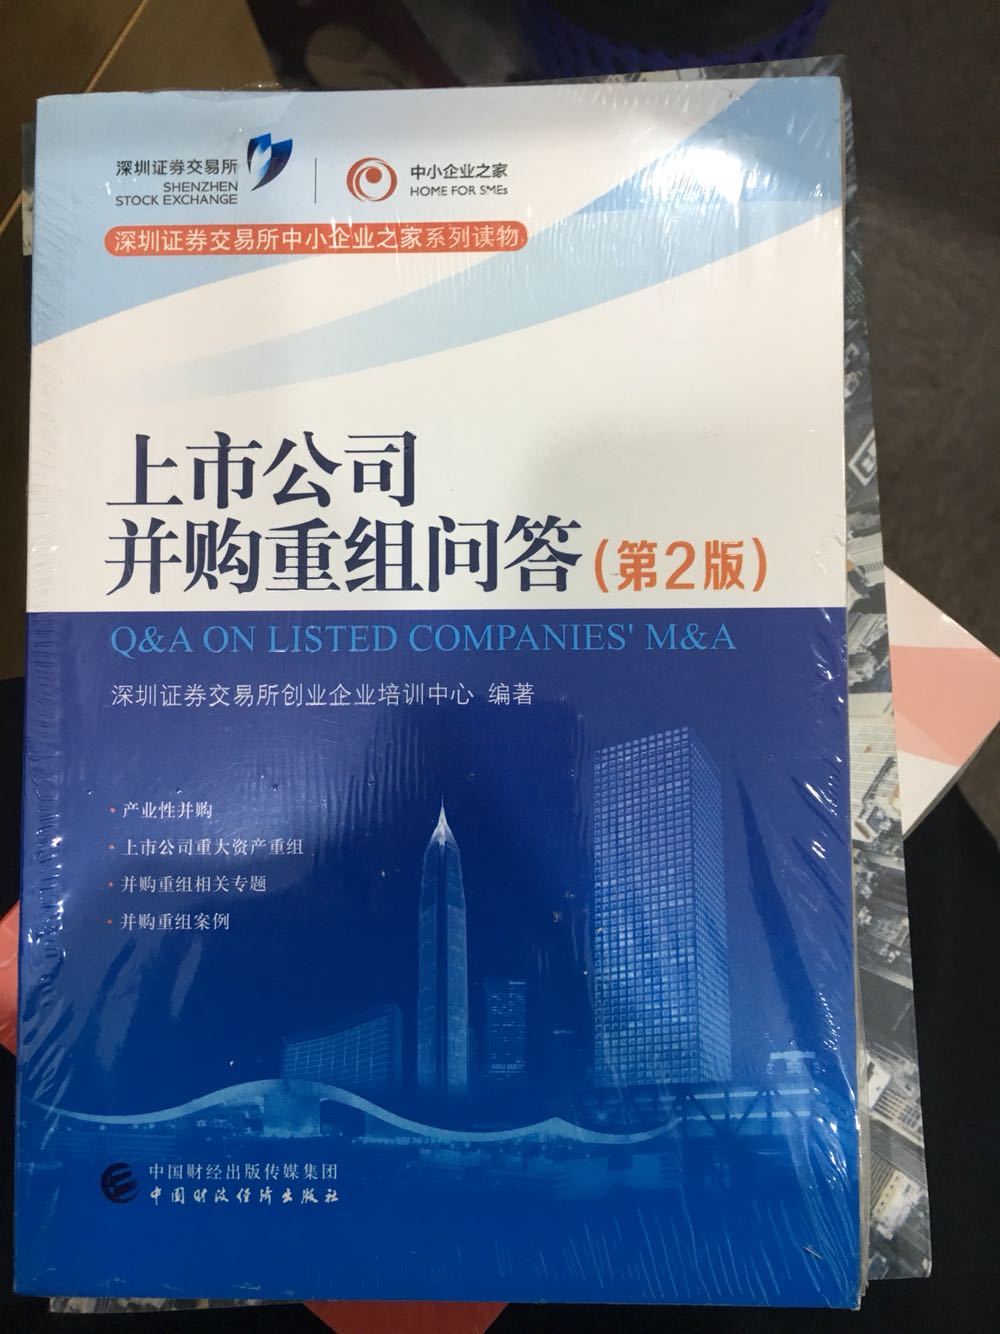 深圳证券交易所
SHENZHEN
STOCK EXCHANGE
中小企业之家
HOME FOR SMEs
深圳证券交易所中小企业之家系列读物
上市公司
并购重组问答(第2版)
Q&A ON LISTED COMPANIES' M&A
深圳证券交易所创业企业培训中心 编著
·产业性并购
·上市公司重大资产重组
·并购重组相关专题
·并购重组案例
中国财经出版传媒集团
中国财政经济出版社